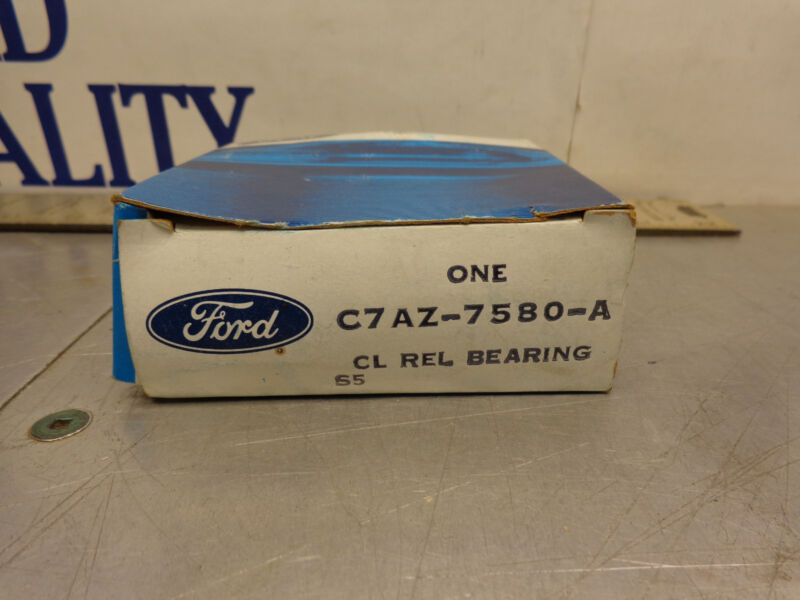 ALITY
ONE
Ford
C7AZ-7580-A
CL REL BEARING
S5